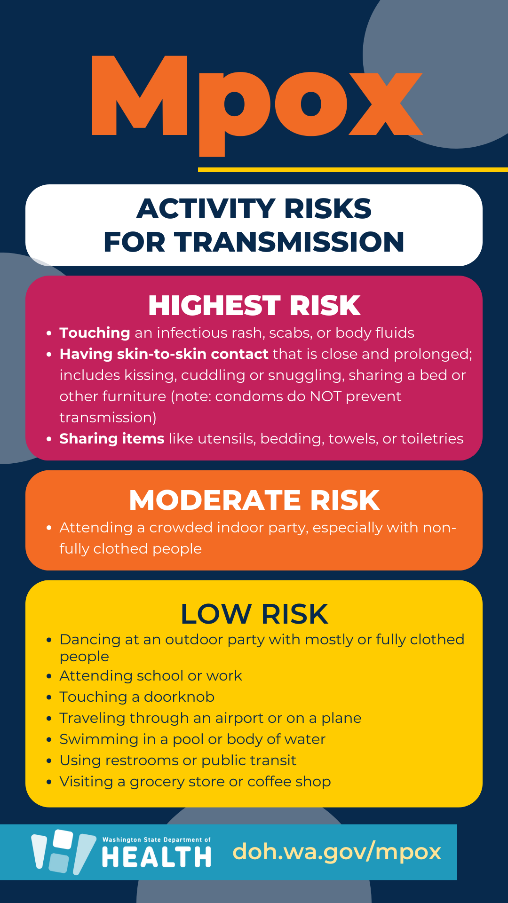 Mpox
ACTIVITY RISKS
FOR TRANSMISSION
HIGHEST RISK
• Touching an infectious rash, scabs, or body fluids
• Having skin-to-skin contact that is close and prolonged;
includes kissing, cuddling or snuggling, sharing a bed or
other furniture (note: condoms do NOT prevent
transmission)
• Sharing items like utensils, bedding, towels, or toiletries
MODERATE RISK
• Attending a crowded indoor party, especially with non-
fully clothed people
LOW RISK
• Dancing at an outdoor party with mostly or fully clothed
people
• Attending school or work
• Touching a doorknob
• Traveling through an airport or on a plane
• Swimming in a pool or body of water
• Using restrooms or public transit
• Visiting a grocery store or coffee shop
Washington State Department of
HEALTH
doh.wa.gov/mpox